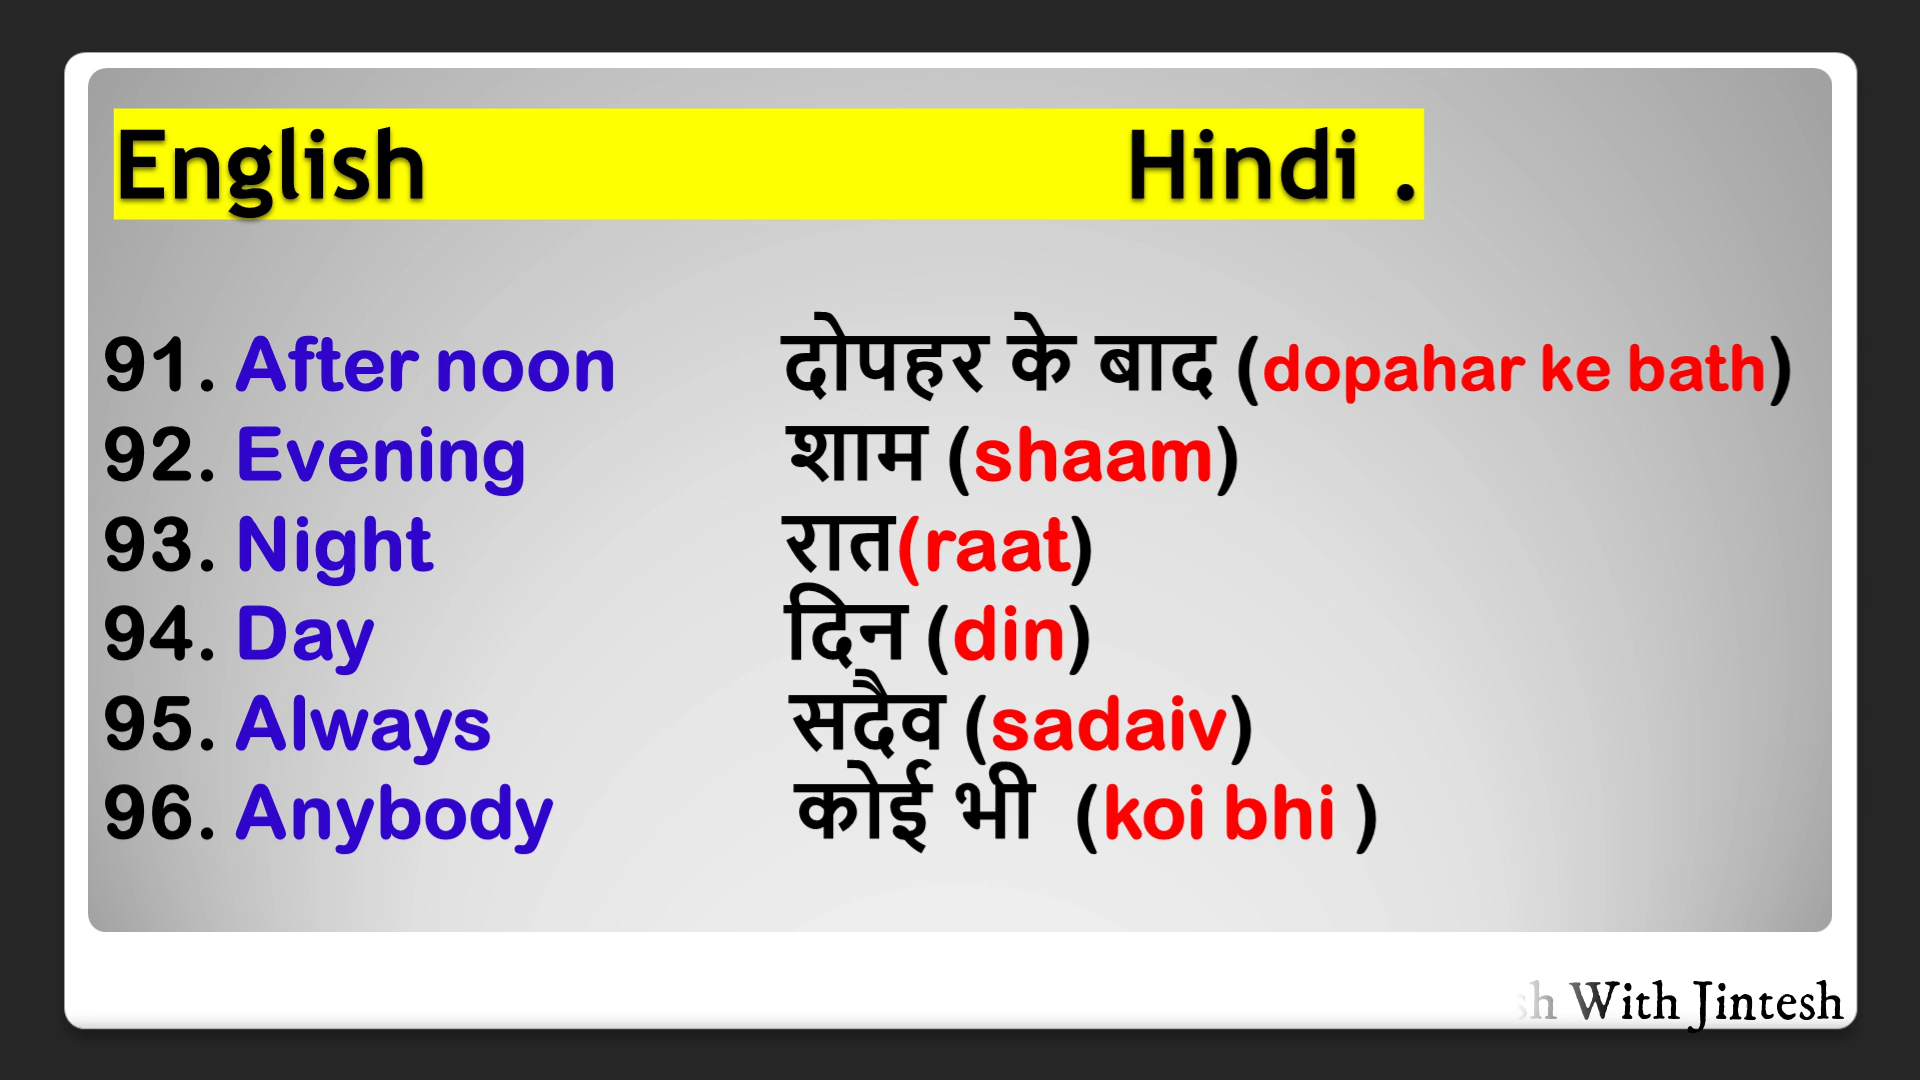 English Hindi .
91. After noon दोपहर के बाद (dopahar ke bath)
92. Evening शाम (shaam)
93. Night रात(raat)
94. Day दिन (din)
95. Always सदैव (sadaiv)
96. Anybody कोई भी (koi bhi )
With Jintesh